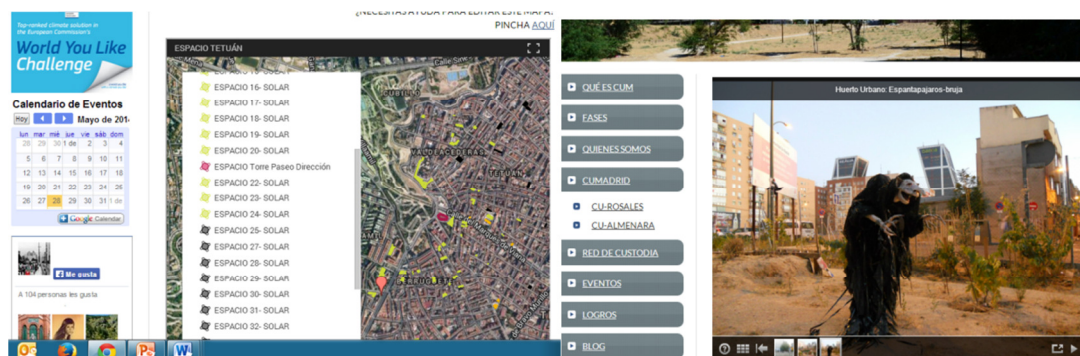 ¿NECESITAS AYUDA PARA EDITAR ESTE MAPA?
PINCHA AQUÍ
Top-ranked climate solution in
the European Commission's
World You Like
Challenge
Calendario de Eventos
Hoy
Mayo de 201
lun mar mié jue vie sáb dom
28 29 30 1 de 2 3 4
5 6 7 8 9 10 11
12 13 14 15 16 17 18
19 20 21 22 23 24 25
26 27 28 29 30 31 1 de
Google Calendar
Me gusta
A 104 personas les gusta
ESPACIO TETUÁN
ESPACIO 16- SOLAR
ESPACIO 17- SOLAR
ESPACIO 18- SOLAR
ESPACIO 19- SOLAR
ESPACIO 20- SOLAR
ESPACIO Torre Paseo Dirección
ESPACIO 22- SOLAR
ESPACIO 23- SOLAR
ESPACIO 24- SOLAR
ESPACIO 25- SOLAR
ESPACIO 27- SOLAR
ESPACIO 28- SOLAR
ESPACIO 29- SOLAR
ESPACIO 30- SOLAR
ESPACIO 31- SOLAR
ESPACIO 32- SOLAR
VALDEACEDERAS
TETUÁN
BERRUGUETE
QUÉ ES CUM
FASES
QUIENES SOMOS
CUMADRID
CU-ROSALES
CU-ALMENARA
RED DE CUSTODIA
EVENTOS
LOGROS
BLOG
Huerto Urbano: Espantapajaros-bruja